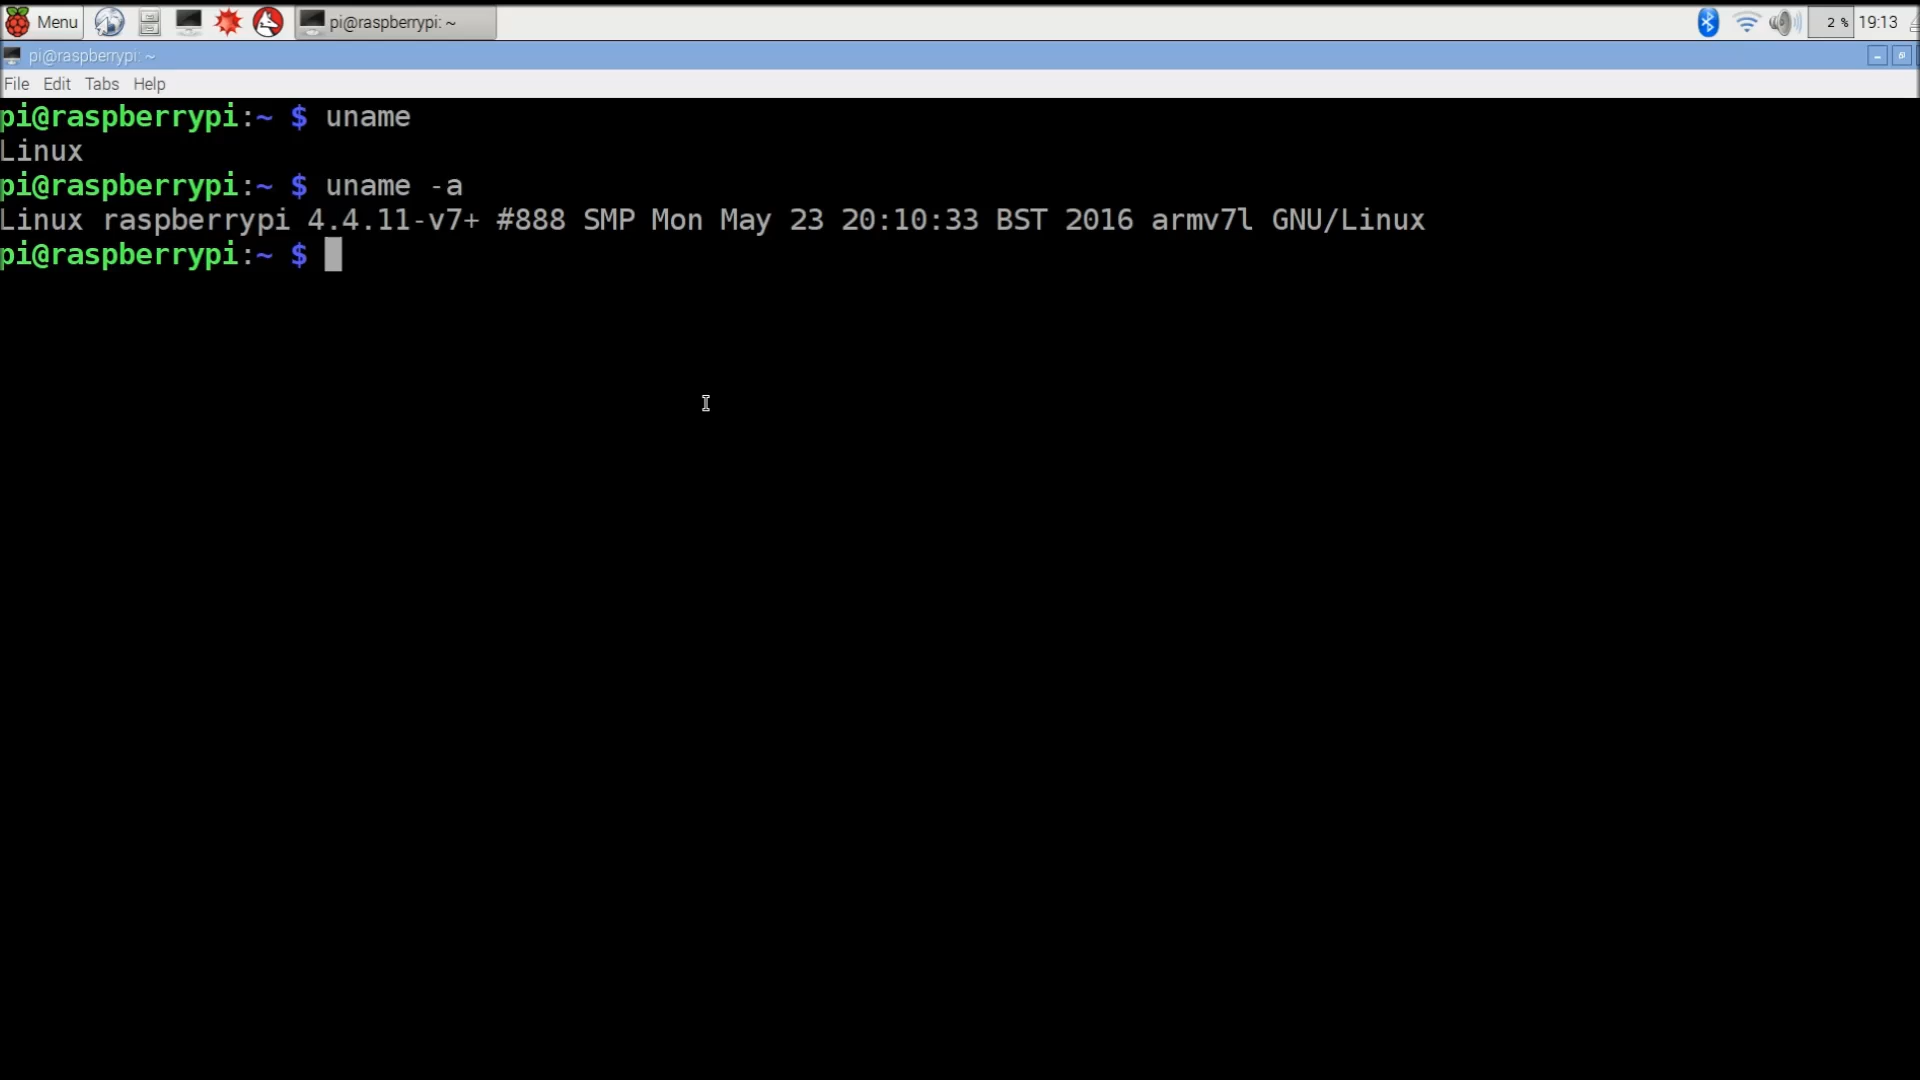 Menu pi@raspberrypi: ~ 2 % 19:13
pi@raspberrypi: ~
File Edit Tabs Help
pi@raspberrypi:~ $ uname
Linux
pi@raspberrypi:~ $ uname -a
Linux raspberrypi 4.4.11-v7+ #888 SMP Mon May 23 20:10:33 BST 2016 armv7l GNU/Linux
pi@raspberrypi:~ $